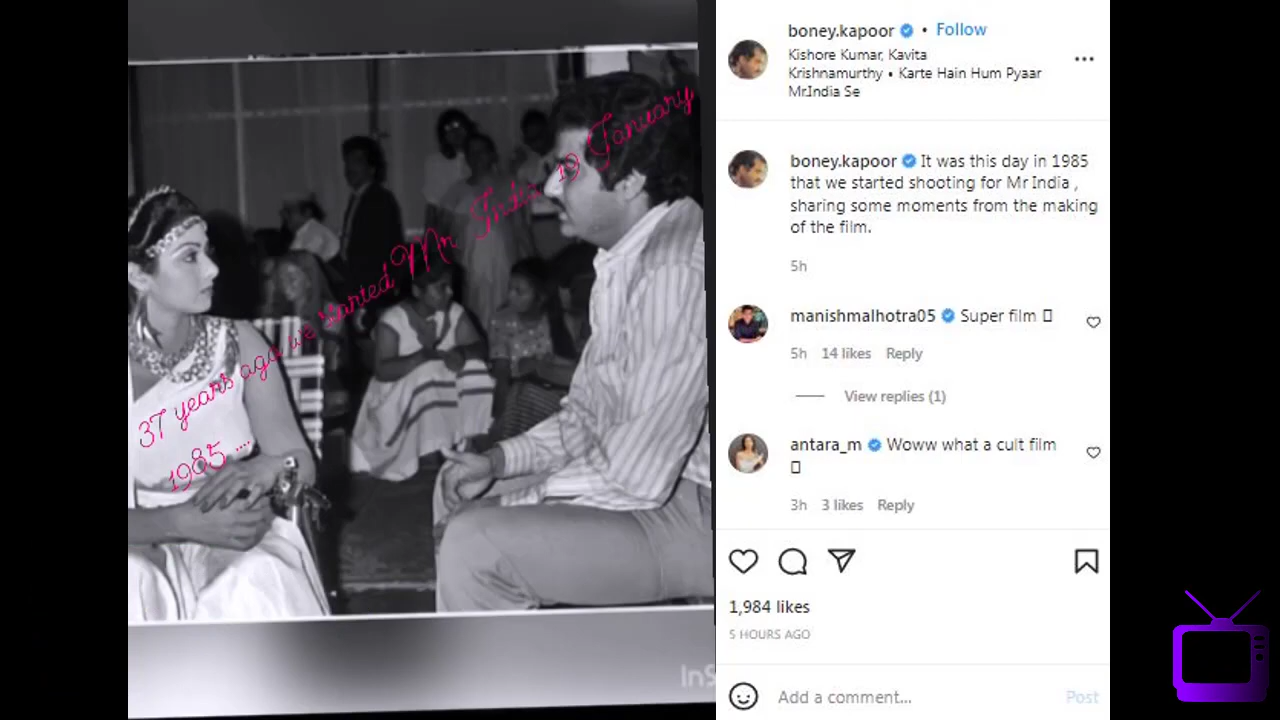 37 years ago we started Mr. India 19 January
1985 ....
InS
boney.kapoor • Follow
Kishore Kumar, Kavita
Krishnamurthy • Karte Hain Hum Pyaar
Mr.India Se
boney.kapoor It was this day in 1985
that we started shooting for Mr India ,
sharing some moments from the making
of the film.
5h
manishmalhotra05 Super film
5h 14 likes Reply
View replies (1)
antara_m Woww what a cult film
3h 3 likes Reply
1,984 likes
5 HOURS AGO
Add a comment...
Post